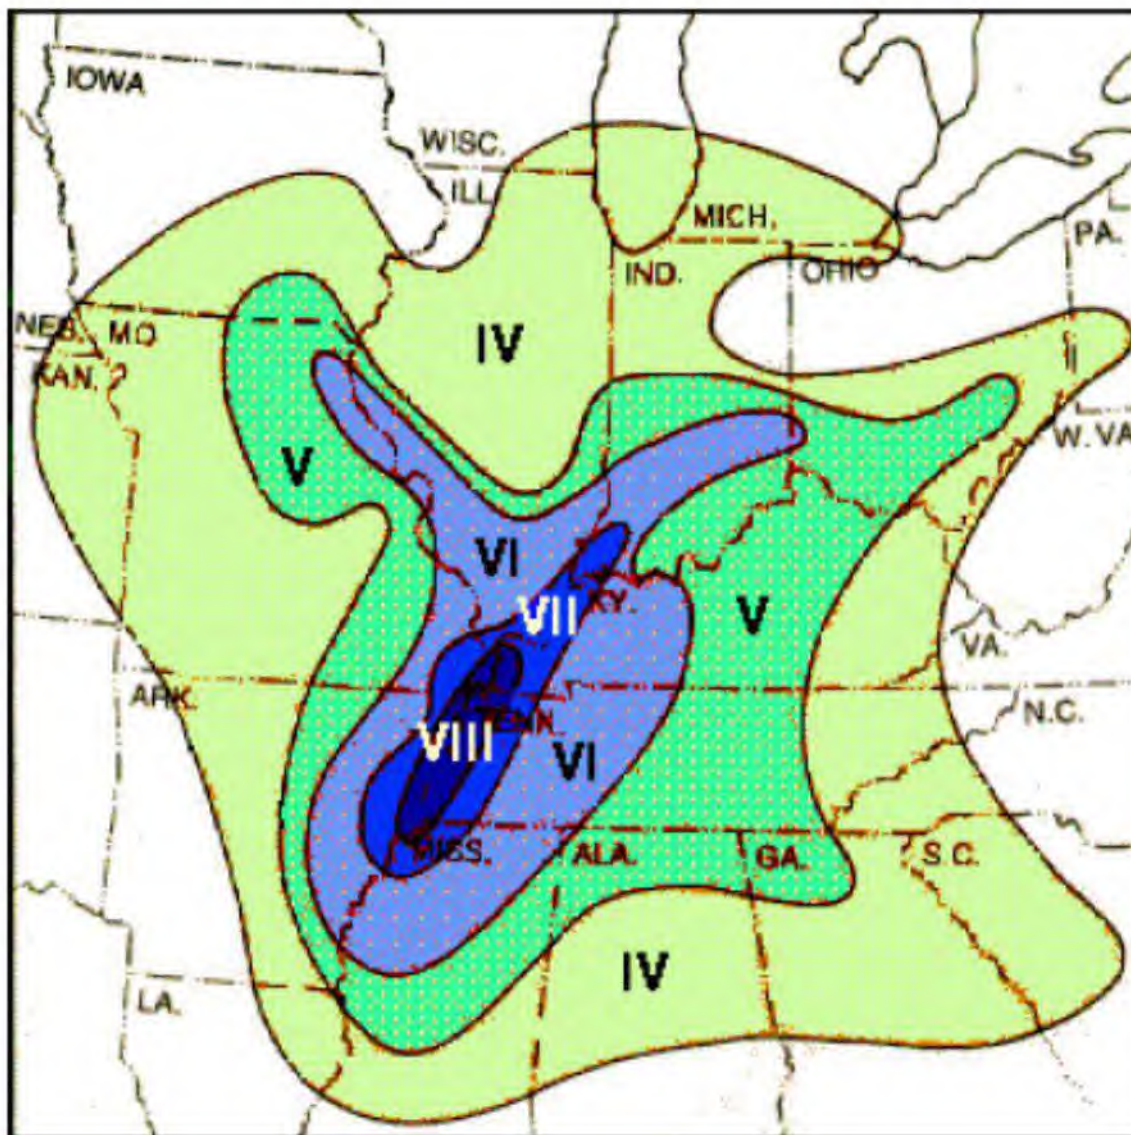 IOWA
WISC.
ILL.
MICH.
PA.
IND.
OHIO
NEB.
MO
IV
KAN.
W. VA
V
VI
VII
KY.
V
VA.
ARK.
N.C.
TENN.
VIII
VI
MISS.
ALA.
GA.
S.C.
IV
LA.